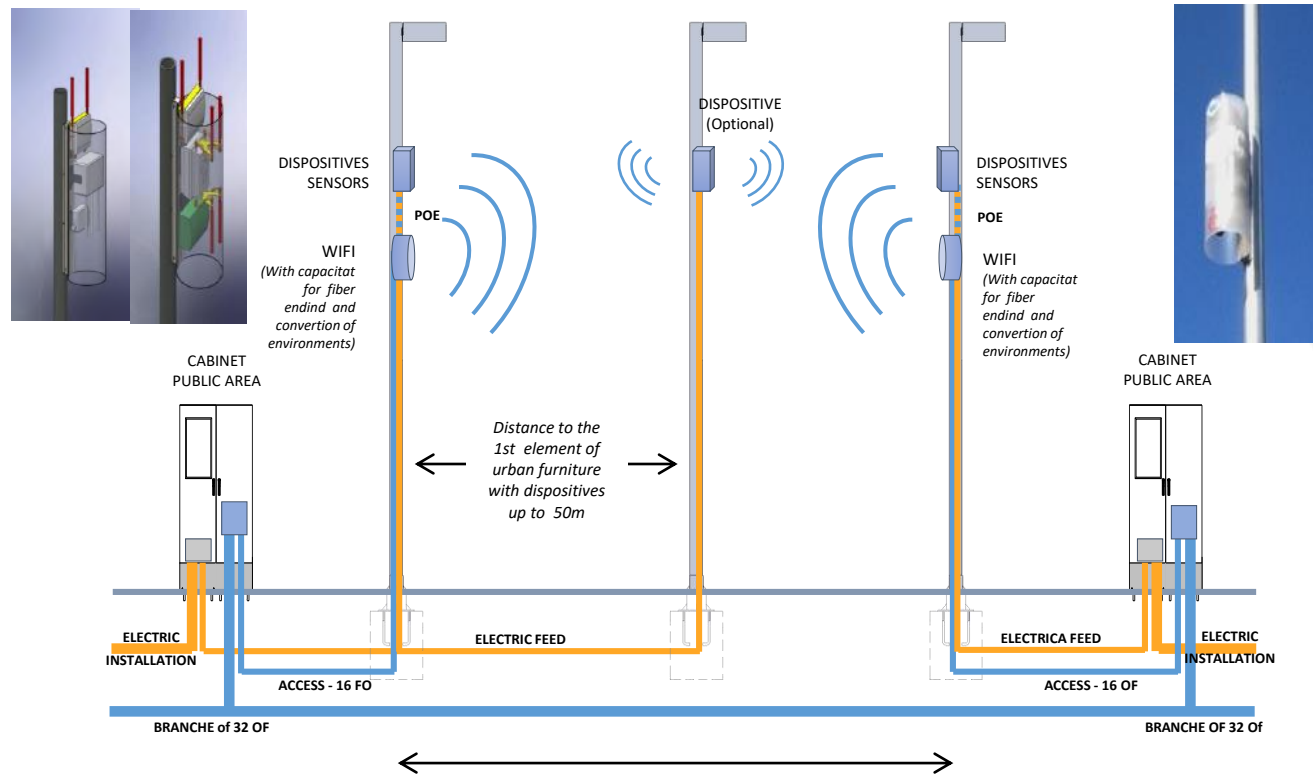 DISPOSITIVE
(Optional)
DISPOSITIVES
SENSORS
DISPOSITIVES
SENSORS
POE
POE
WIFI
(With capacitat
for fiber
endind and
convertion of
environments)
WIFI
(With capacitat
for fiber
endind and
convertion of
environments)
CABINET
PUBLIC AREA
CABINET
PUBLIC AREA
Distance to the
1st element of
urban furniture
with dispositives
up to 50m
ELECTRIC
INSTALLATION
ELECTRIC FEED
ELECTRICA FEED
ELECTRIC
INSTALLATION
ACCESS - 16 FO
ACCESS - 16 OF
BRANCHE of 32 OF
BRANCHE OF 32 Of